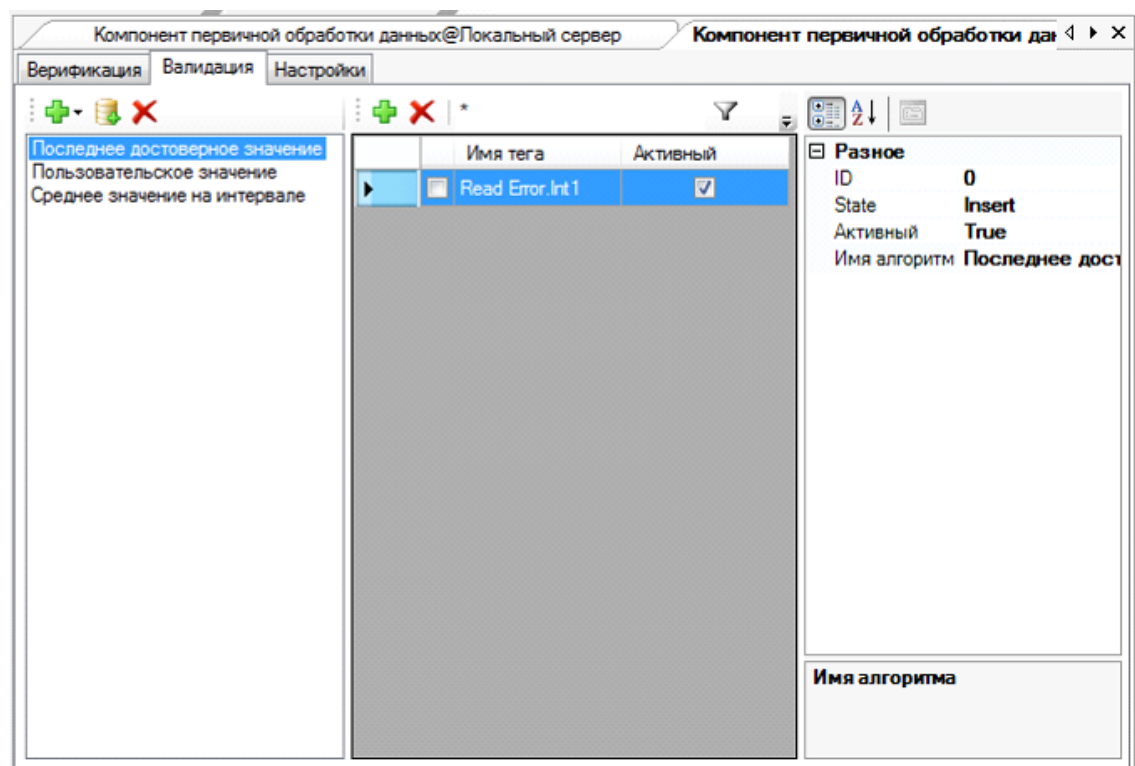 Компонент первичной обработки данных@Локальный сервер
Компонент первичной обработки дан
Верификация Валидация Настройки
*
Последнее достоверное значение
Пользовательское значение
Среднее значение на интервале
Имя тега Активный
Read Error.Int1
Разное
ID 0
State Insert
Активный True
Имя алгоритм Последнее дост
Имя алгоритма